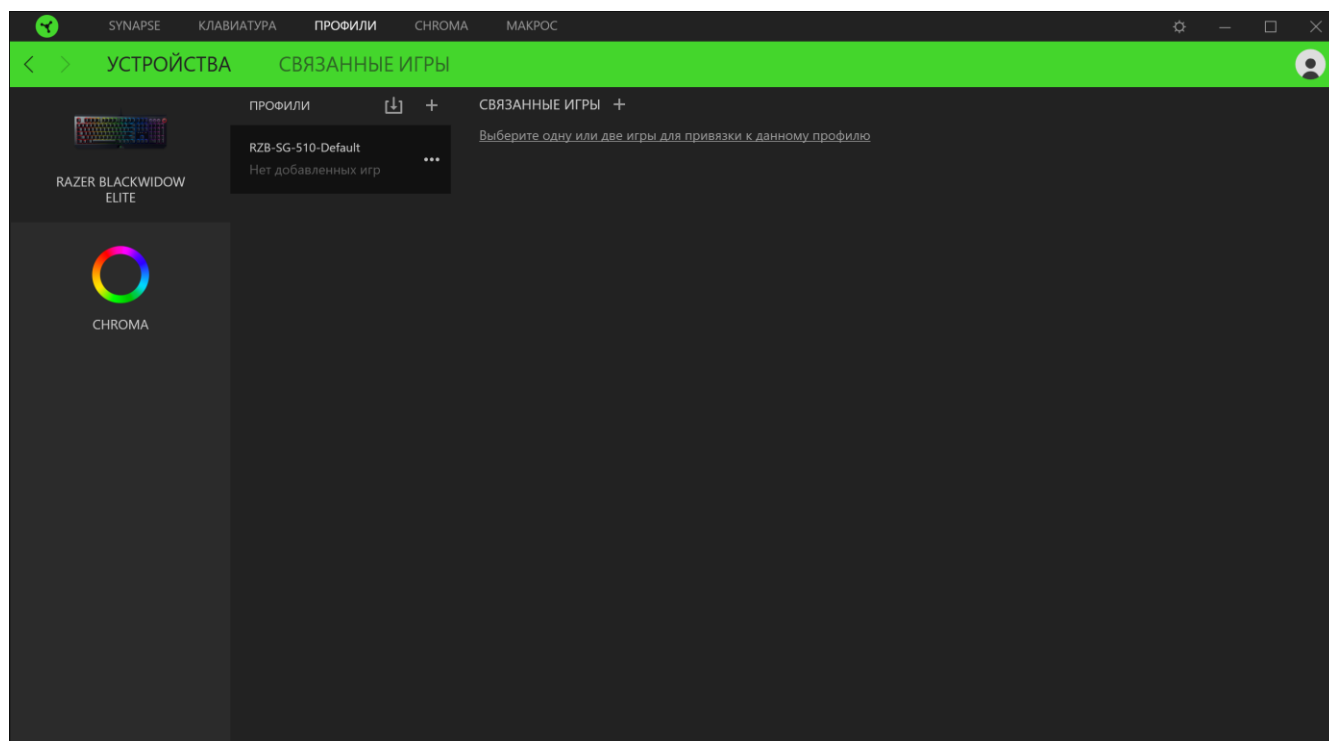 SYNAPSE КЛАВИАТУРА ПРОФИЛИ CHROMA МАКРОС
УСТРОЙСТВА СВЯЗАННЫЕ ИГРЫ
RAZER BLACKWIDOW
ELITE
CHROMA
ПРОФИЛИ
RZB-SG-510-Default
Нет добавленных игр
СВЯЗАННЫЕ ИГРЫ
Выберите одну или две игры для привязки к данному профилю